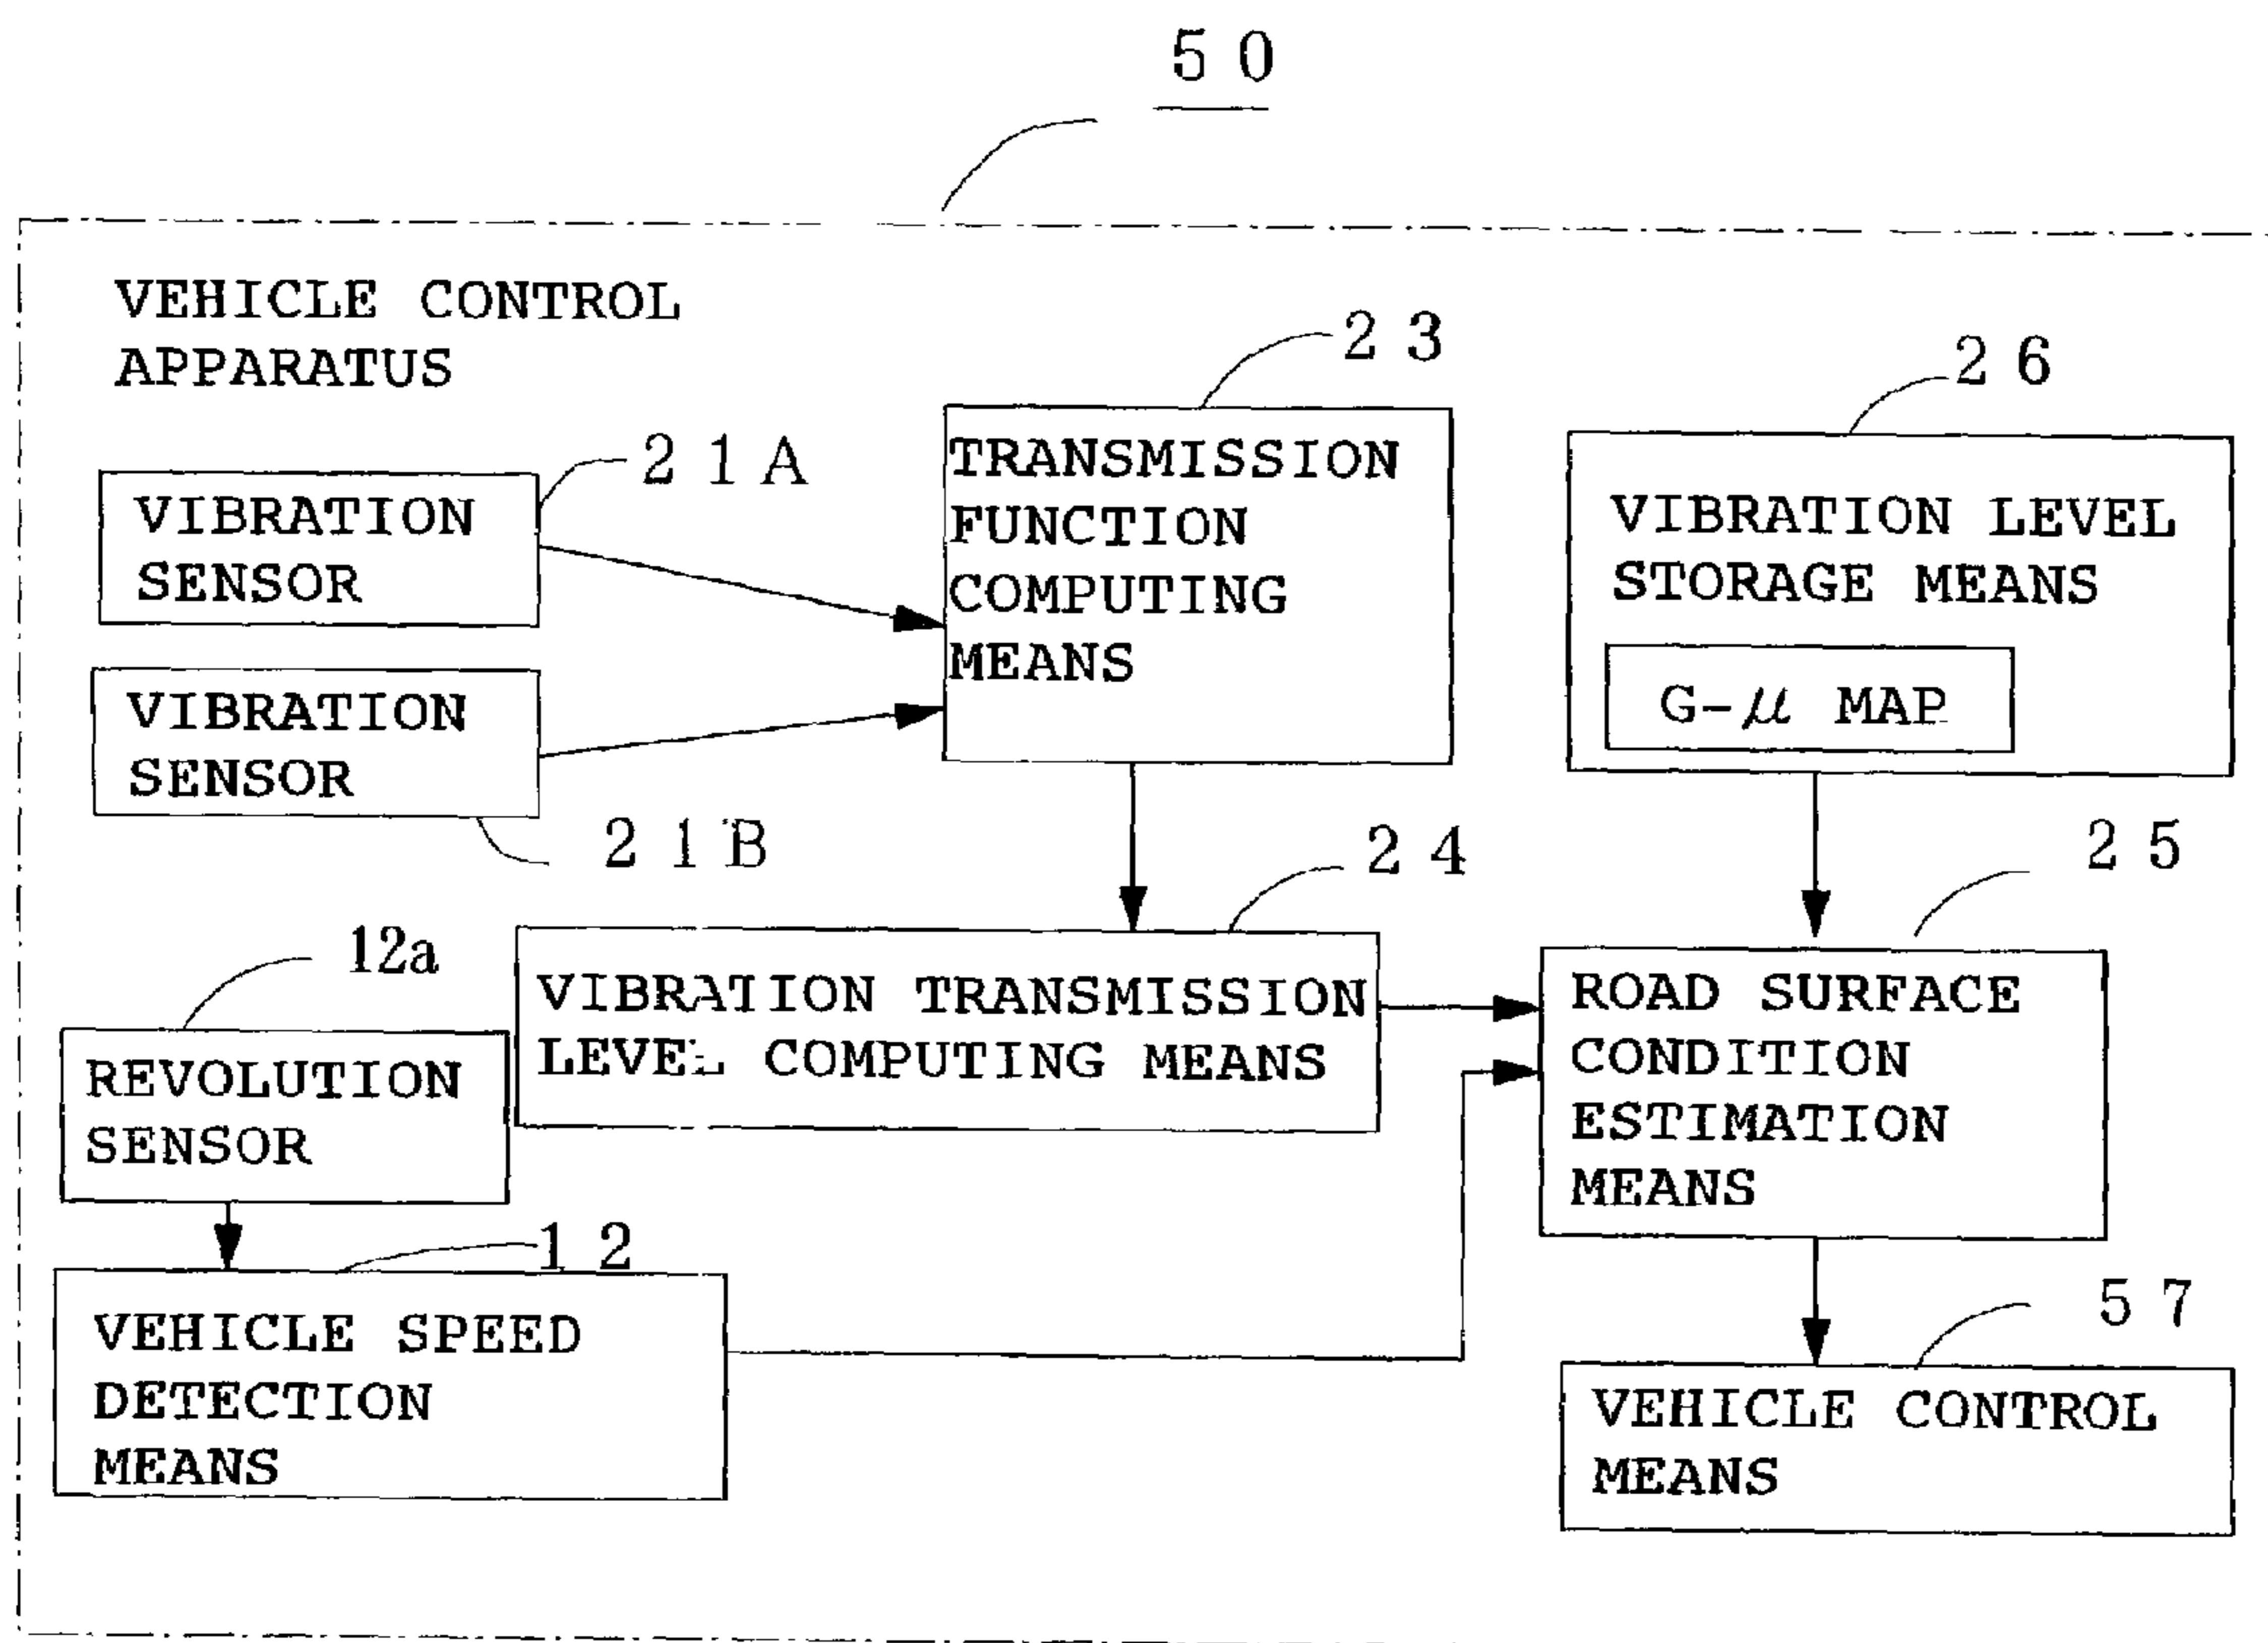 50
VEHICLE CONTROL
APPARATUS
23
26
21A
VIBRATION
SENSOR
TRANSMISSION
FUNCTION
COMPUTING
MEANS
VIBRATION LEVEL
STORAGE MEANS
G-μ MAP
VIBRATION
SENSOR
21B
24
25
12a
REVOLUTION
SENSOR
VIBRATION TRANSMISSION
LEVEL COMPUTING MEANS
ROAD SURFACE
CONDITION
ESTIMATION
MEANS
12
VEHICLE SPEED
DETECTION
MEANS
57
VEHICLE CONTROL
MEANS